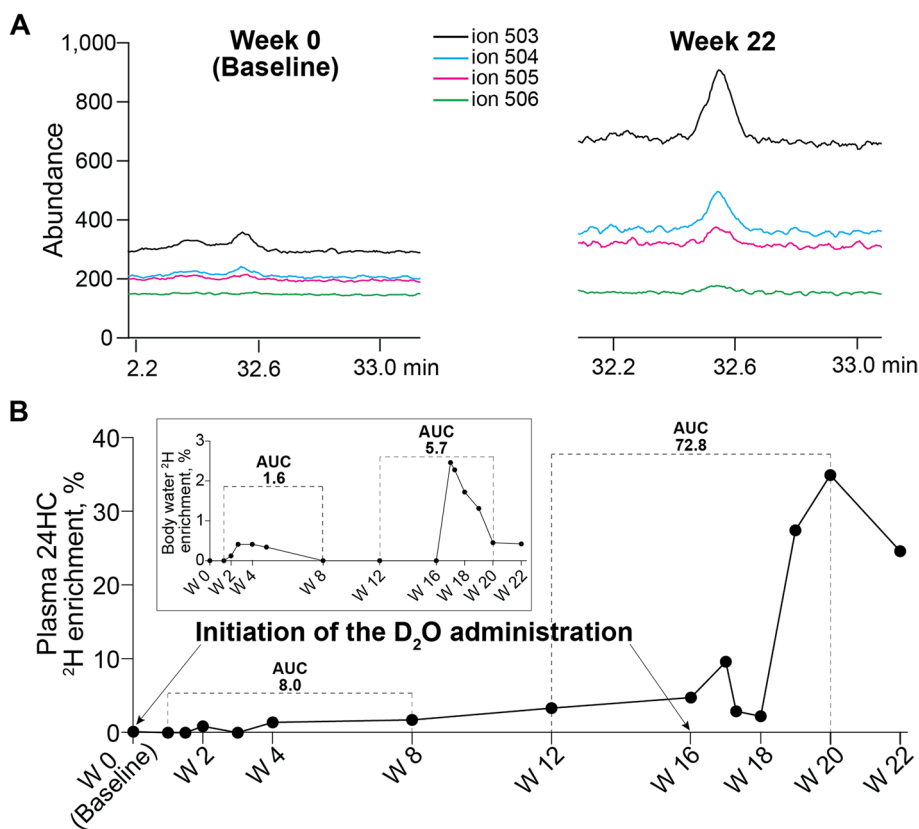 A
Week 0
(Baseline)
ion 503
ion 504
ion 505
ion 506
Week 22
1,000
800
600
400
200
0
Abundance
2.2
32.6
33.0 min
32.2
32.6
33.0 min
B
Plasma 24HC
²H enrichment, %
40
30
20
10
0
Body water ²H
enrichment, %
3
2
1
0
AUC
1.6
AUC
5.7
W 0
W 2
W 4
W 8
W 12
W 16
W 18
W 20
W 22
AUC
72.8
Initiation of the D₂O administration
AUC
8.0
W 0
(Baseline)
W 2
W 4
W 8
W 12
W 16
W 18
W 20
W 22